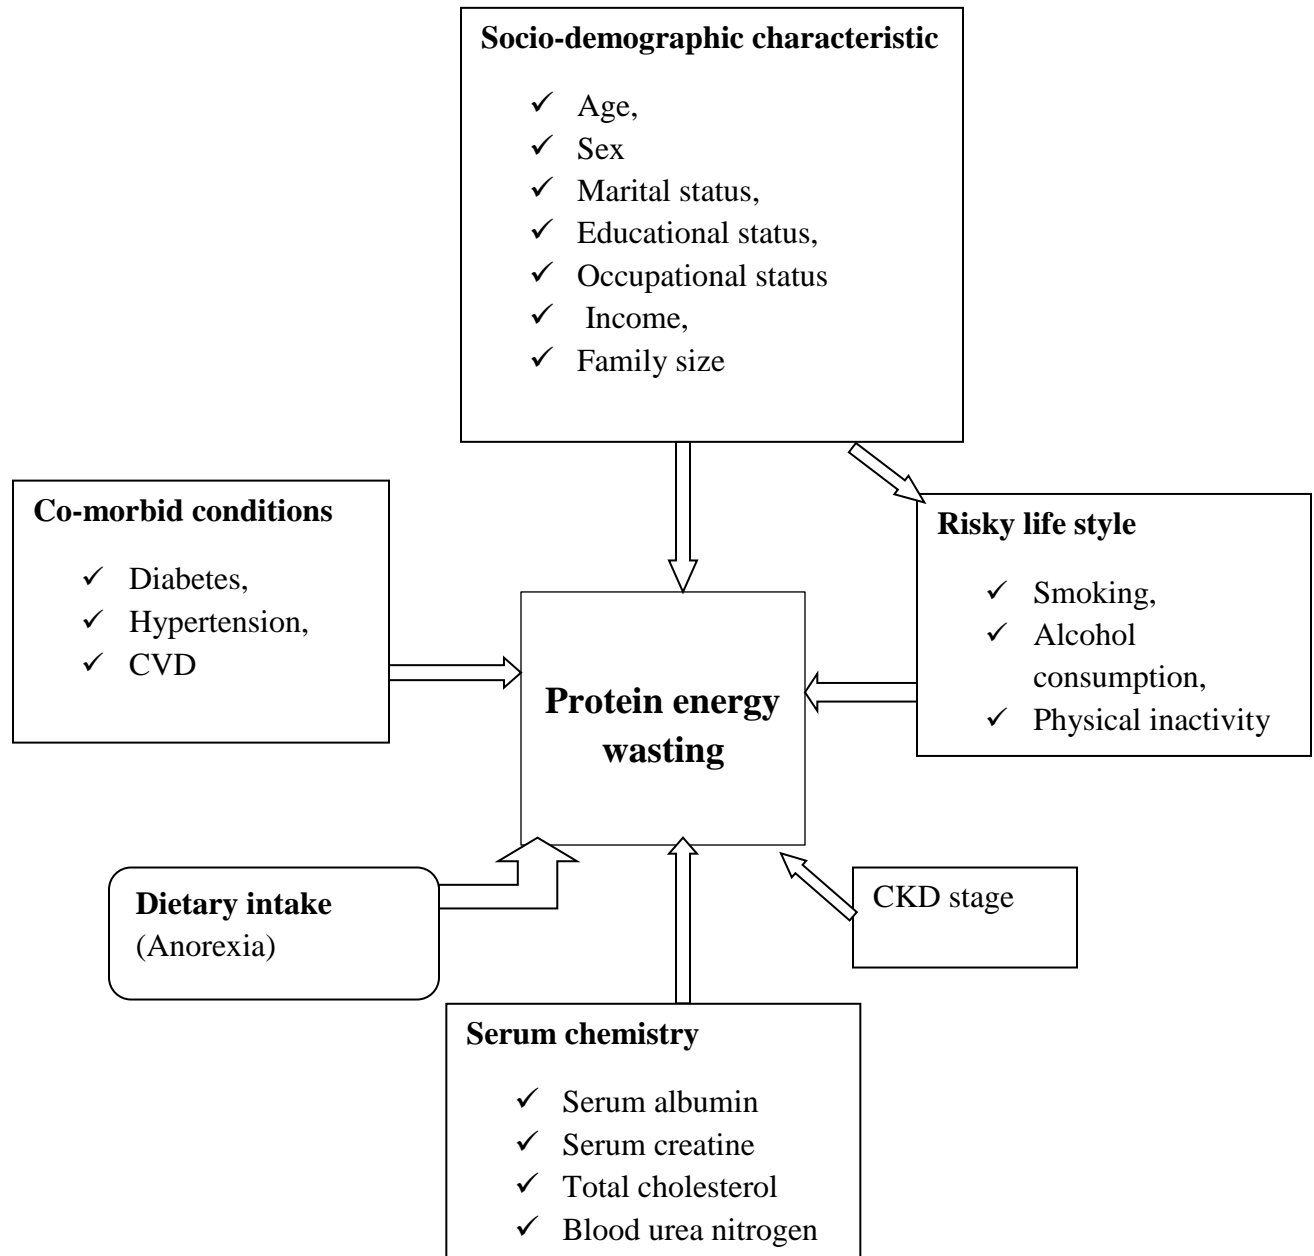 Socio-demographic characteristic
✓ Age,
✓ Sex
✓ Marital status,
✓ Educational status,
✓ Occupational status
✓ Income,
✓ Family size
Co-morbid conditions
✓ Diabetes,
✓ Hypertension,
✓ CVD
Risky life style
✓ Smoking,
✓ Alcohol
consumption,
✓ Physical inactivity
Protein energy
wasting
Dietary intake
(Anorexia)
CKD stage
Serum chemistry
✓ Serum albumin
✓ Serum creatine
✓ Total cholesterol
✓ Blood urea nitrogen